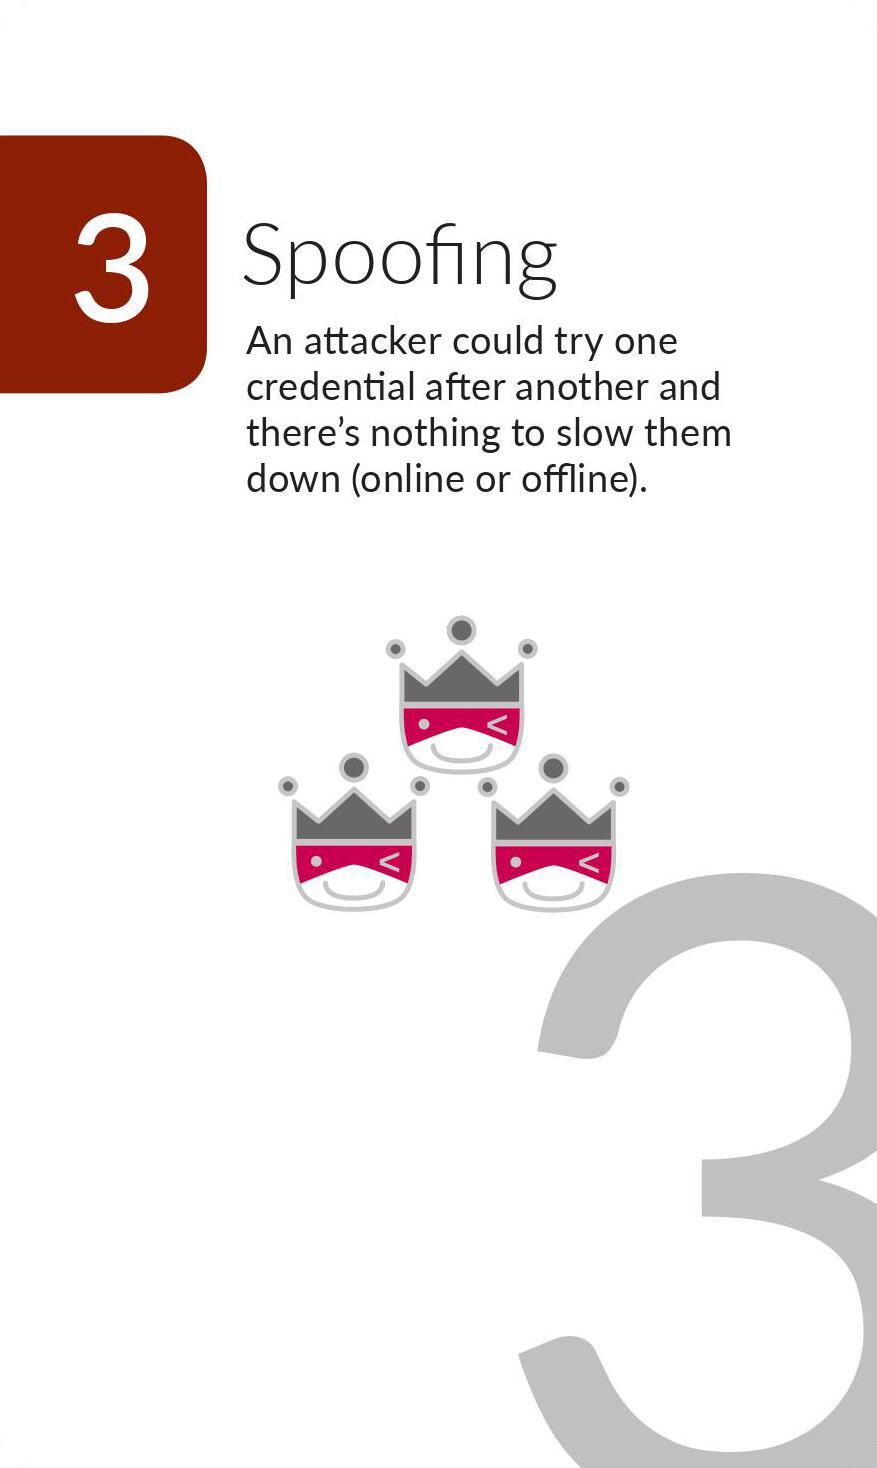 3
Spoofing
An attacker could try one
credential after another and
there’s nothing to slow them
down (online or offline).
3